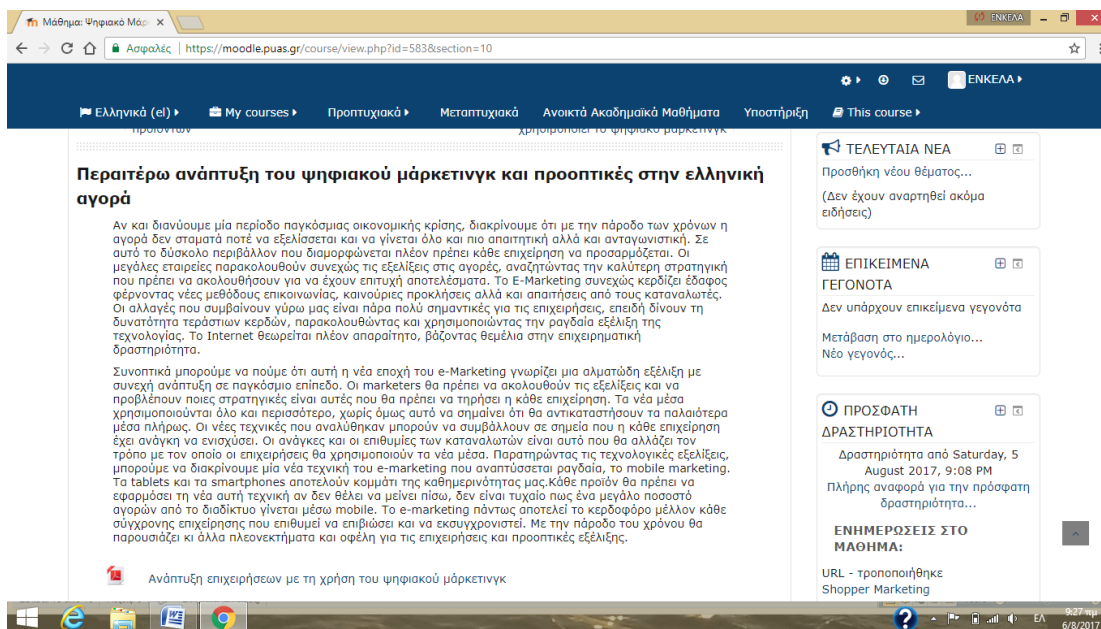 Μάθημα: Ψηφιακό Μάρ
ΕΝΚΕΛΑ
Ασφαλές | https://moodle.puas.gr/course/view.php?id=583&section=10
ΕΝΚΕΛΑ
Ελληνικά (el) My courses Προπτυχιακά Μεταπτυχιακά Ανοικτά Ακαδημαϊκά Μαθήματα Υποστήριξη This course
προϊόντων χρησιμοποιεί το ψηφιακό μάρκετινγκ
Περαιτέρω ανάπτυξη του ψηφιακού μάρκετινγκ και προοπτικές στην ελληνική
αγορά
Αν και διανύουμε μία περίοδο παγκόσμιας οικονομικής κρίσης, διακρίνουμε ότι με την πάροδο των χρόνων η
αγορά δεν σταματά ποτέ να εξελίσσεται και να γίνεται όλο και πιο απαιτητική αλλά και ανταγωνιστική. Σε
αυτό το δύσκολο περιβάλλον που διαμορφώνεται πλέον πρέπει κάθε επιχείρηση να προσαρμόζεται. Οι
μεγάλες εταιρείες παρακολουθούν συνεχώς τις εξελίξεις στις αγορές, αναζητώντας την καλύτερη στρατηγική
που πρέπει να ακολουθήσουν για να έχουν επιτυχή αποτελέσματα. Το E-Marketing συνεχώς κερδίζει έδαφος
φέρνοντας νέες μεθόδους επικοινωνίας, καινούριες προκλήσεις αλλά και απαιτήσεις από τους καταναλωτές.
Οι αλλαγές που συμβαίνουν γύρω μας είναι πάρα πολύ σημαντικές για τις επιχειρήσεις, επειδή δίνουν τη
δυνατότητα τεράστιων κερδών, παρακολουθώντας και χρησιμοποιώντας την ραγδαία εξέλιξη της
τεχνολογίας. Το Internet θεωρείται πλέον απαραίτητο, βάζοντας θεμέλια στην επιχειρηματική
δραστηριότητα.
Συνοπτικά μπορούμε να πούμε ότι αυτή η νέα εποχή του e-Marketing γνωρίζει μια αλματώδη εξέλιξη με
συνεχή ανάπτυξη σε παγκόσμιο επίπεδο. Οι marketers θα πρέπει να ακολουθούν τις εξελίξεις και να
προβλέπουν ποιες στρατηγικές είναι αυτές που θα πρέπει να τηρήσει η κάθε επιχείρηση. Τα νέα μέσα
χρησιμοποιούνται όλο και περισσότερο, χωρίς όμως αυτό να σημαίνει ότι θα αντικαταστήσουν τα παλαιότερα
μέσα πλήρως. Οι νέες τεχνικές που αναλύθηκαν μπορούν να συμβάλλουν σε σημεία που η κάθε επιχείρηση
έχει ανάγκη να ενισχύσει. Οι ανάγκες και οι επιθυμίες των καταναλωτών είναι αυτό που θα αλλάζει τον
τρόπο με τον οποίο οι επιχειρήσεις θα χρησιμοποιούν τα νέα μέσα. Παρατηρώντας τις τεχνολογικές εξελίξεις,
μπορούμε να διακρίνουμε μία νέα τεχνική του e-marketing που αναπτύσσεται ραγδαία, το mobile marketing.
Τα tablets και τα smartphones αποτελούν κομμάτι της καθημερινότητας μας.Κάθε προϊόν θα πρέπει να
εφαρμόσει τη νέα αυτή τεχνική αν δεν θέλει να μείνει πίσω, δεν είναι τυχαίο πως ένα μεγάλο ποσοστό
αγορών από το διαδίκτυο γίνεται μέσω mobile. Το e-marketing πάντως αποτελεί το κερδοφόρο μέλλον κάθε
σύγχρονης επιχείρησης που επιθυμεί να επιβιώσει και να εκσυγχρονιστεί. Με την πάροδο του χρόνου θα
παρουσιάζει κι άλλα πλεονεκτήματα και οφέλη για τις επιχειρήσεις και προοπτικές εξέλιξης.
Ανάπτυξη επιχειρήσεων με τη χρήση του ψηφιακού μάρκετινγκ
ΤΕΛΕΥΤΑΙΑ ΝΕΑ
Προσθήκη νέου θέματος...
(Δεν έχουν αναρτηθεί ακόμα
ειδήσεις)
ΕΠΙΚΕΙΜΕΝΑ
ΓΕΓΟΝΟΤΑ
Δεν υπάρχουν επικείμενα γεγονότα
Μετάβαση στο ημερολόγιο...
Νέο γεγονός...
ΠΡΟΣΦΑΤΗ
ΔΡΑΣΤΗΡΙΟΤΗΤΑ
Δραστηριότητα από Saturday, 5
August 2017, 9:08 PM
Πλήρης αναφορά για την πρόσφατη
δραστηριότητα...
ΕΝΗΜΕΡΩΣΕΙΣ ΣΤΟ
ΜΑΘΗΜΑ:
URL - τροποποιήθηκε
Shopper Marketing
ΕΛ
9:27 πμ
6/8/2017